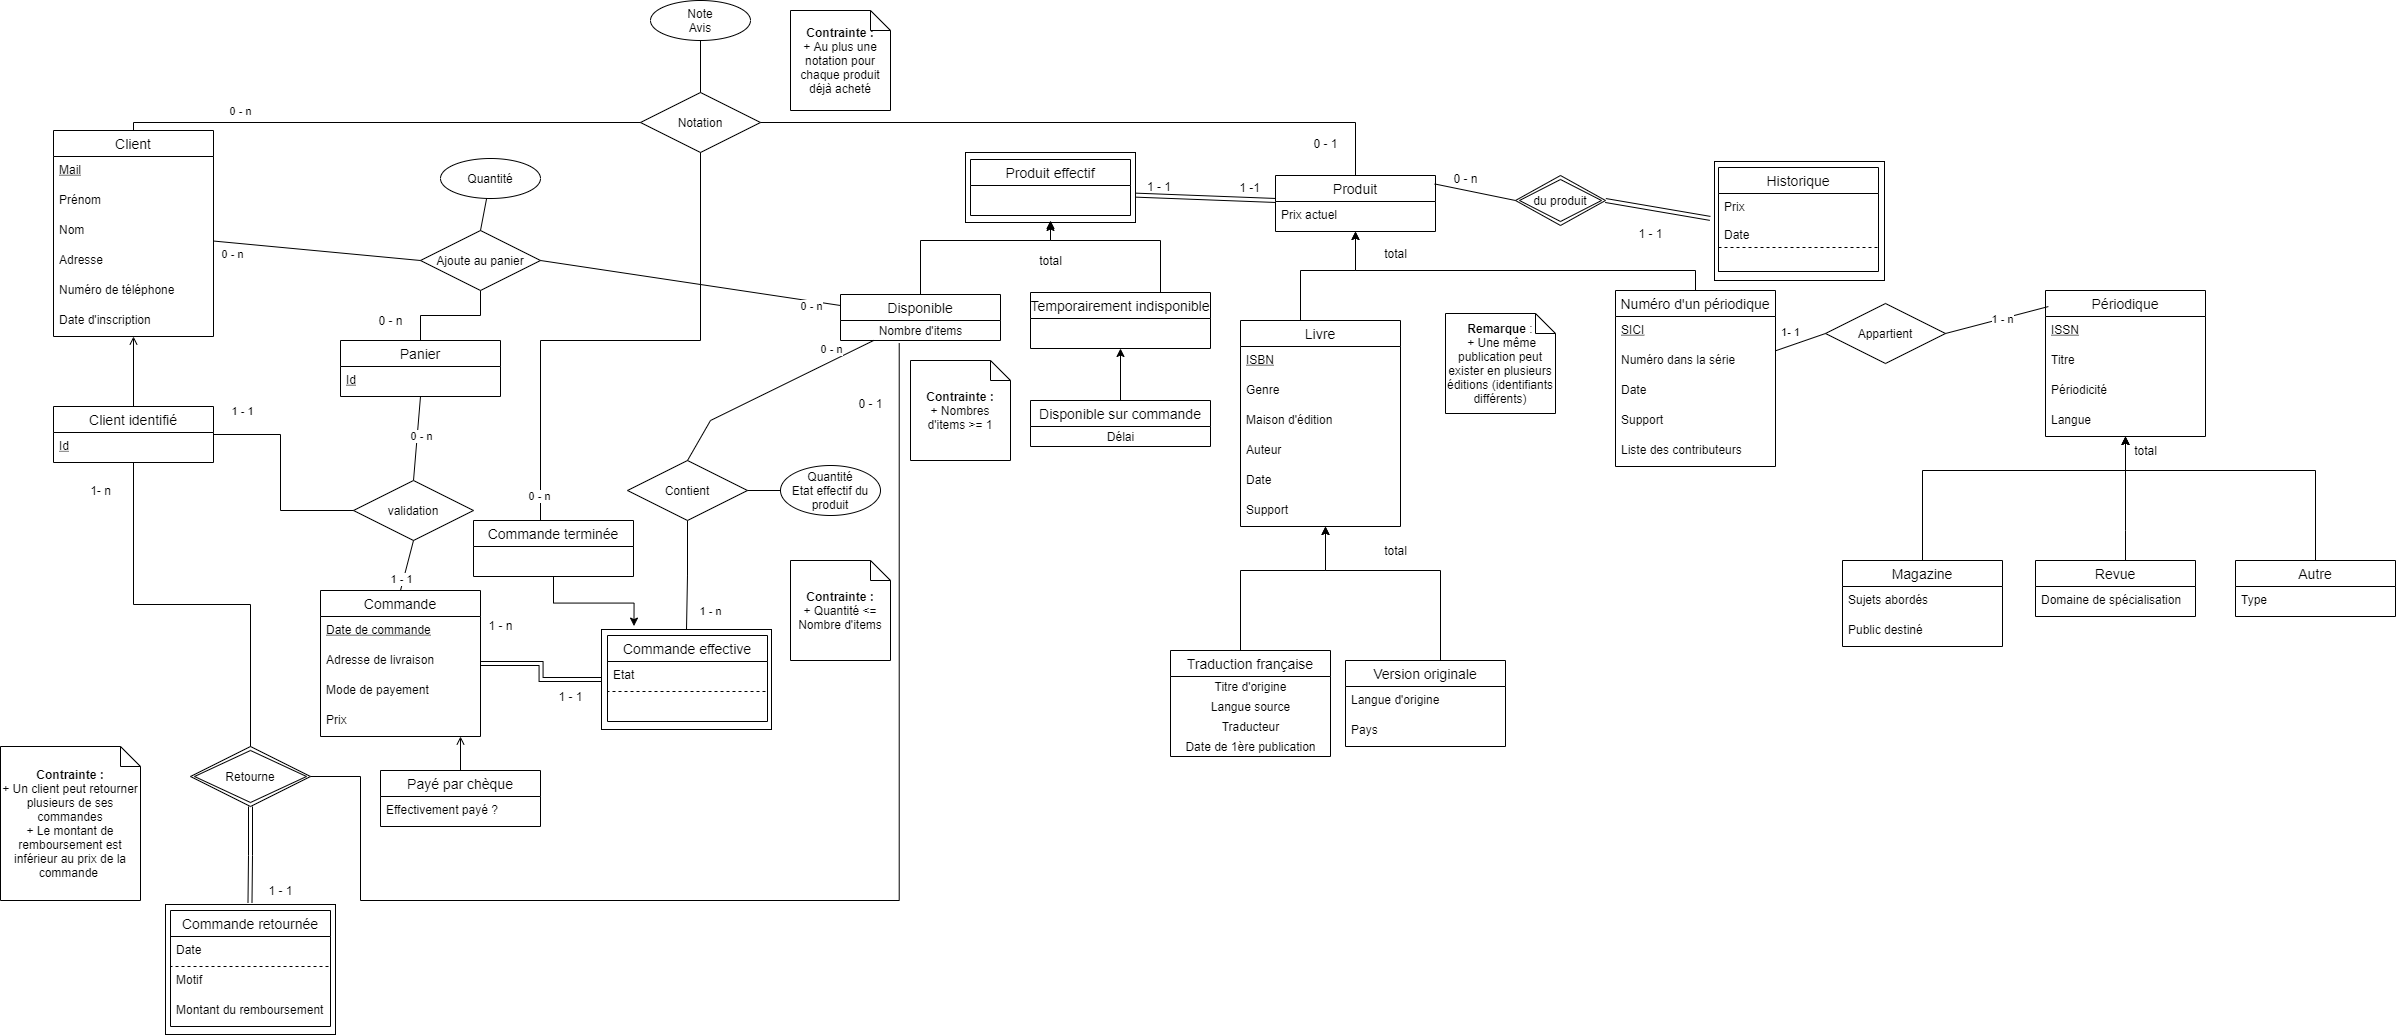 Note
Avis
Contrainte :
+ Au plus une
notation pour
chaque produit
déjà acheté
Notation
0 - n
0 - 1
Client
Mail
Prénom
Nom
Adresse
Numéro de téléphone
Date d'inscription
Quantité
Ajoute au panier
0 - n
0 - n
0 - n
Produit effectif
1 - 1
1 -1
Produit
Prix actuel
0 - n
du produit
1 - 1
Historique
Prix
Date
total
total
Disponible
Nombre d'items
Temporairement indisponible
Panier
Id
Livre
ISBN
Genre
Maison d'édition
Auteur
Date
Support
Remarque :
+ Une même
publication peut
exister en plusieurs
éditions (identifiants
différents)
Numéro d'un périodique
SICI
Numéro dans la série
Date
Support
Liste des contributeurs
1- 1
Appartient
1 - n
Périodique
ISSN
Titre
Périodicité
Langue
total
0 - n
0 - 1
Contrainte :
+ Nombres
d'items >= 1
Disponible sur commande
Délai
Client identifié
Id
1 - 1
0 - n
1- n
validation
0 - n
Contient
Quantité
Etat effectif du
produit
Commande terminée
1 - 1
Commande
Date de commande
Adresse de livraison
Mode de payement
Prix
1 - n
1 - 1
1 - n
Commande effective
Etat
Contrainte :
+ Quantité <=
Nombre d'items
total
Traduction française
Titre d'origine
Langue source
Traducteur
Date de 1ère publication
Version originale
Langue d'origine
Pays
Magazine
Sujets abordés
Public destiné
Revue
Domaine de spécialisation
Autre
Type
Contrainte :
+ Un client peut retourner
plusieurs de ses
commandes
+ Le montant de
remboursement est
inférieur au prix de la
commande
Retourne
Payé par chèque
Effectivement payé ?
1 - 1
Commande retournée
Date
Motif
Montant du remboursement